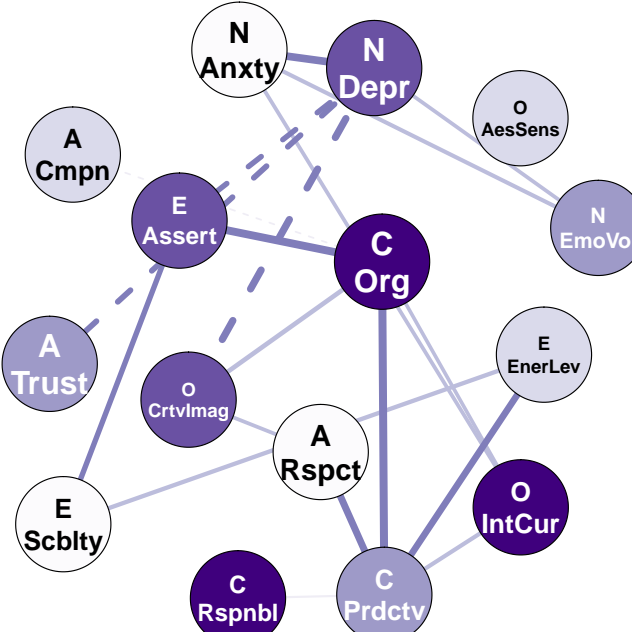 N
Anxty
N
Depr
O
AesSens
A
Cmpn
E
Assert
N
EmoVo
C
Org
E
EnerLev
A
Trust
O
CrtvImag
A
Rspct
E
Scblty
O
IntCur
C
Rspnbl
C
Prdctv